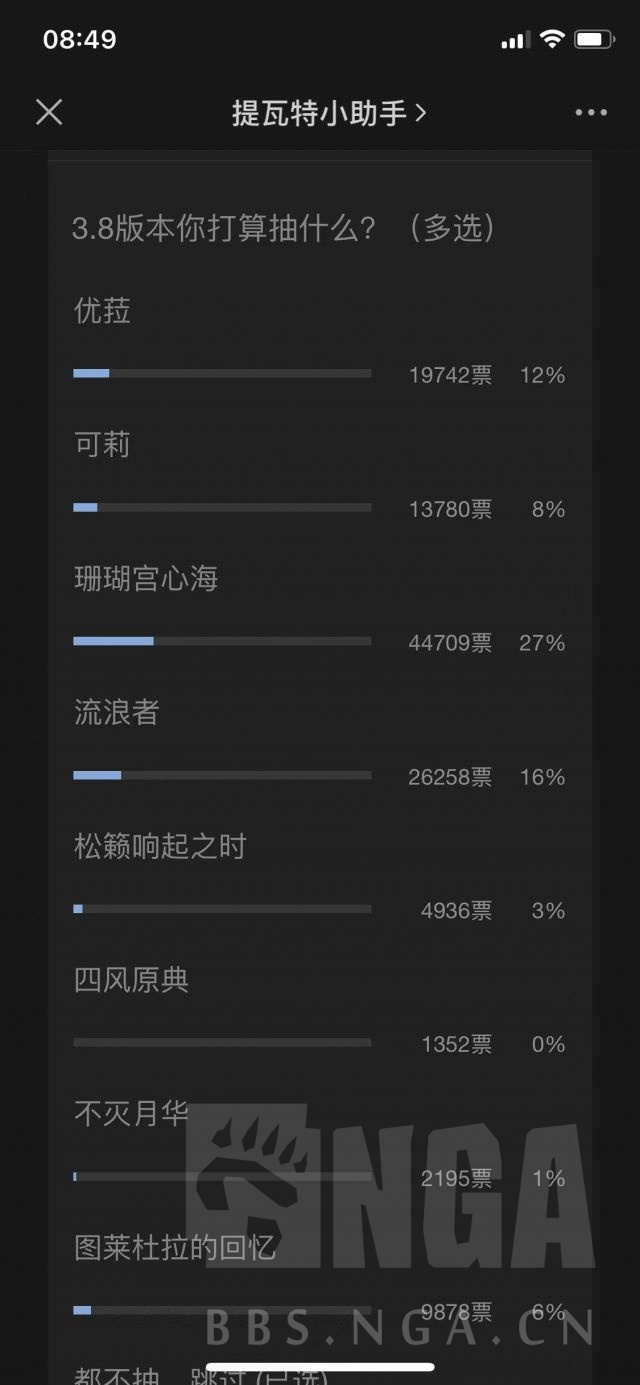 08:49
提瓦特小助手
3.8版本你打算抽什么？（多选）
优菈
19742票 12%
可莉
13780票 8%
珊瑚宫心海
44709票 27%
流浪者
26258票 16%
松籁响起之时
4936票 3%
四风原典
1352票 0%
不灭月华
2195票 1%
图莱杜拉的回忆
9878票 6%
都不抽，跳过 (已选)
NGA
BBS.NGA.CN